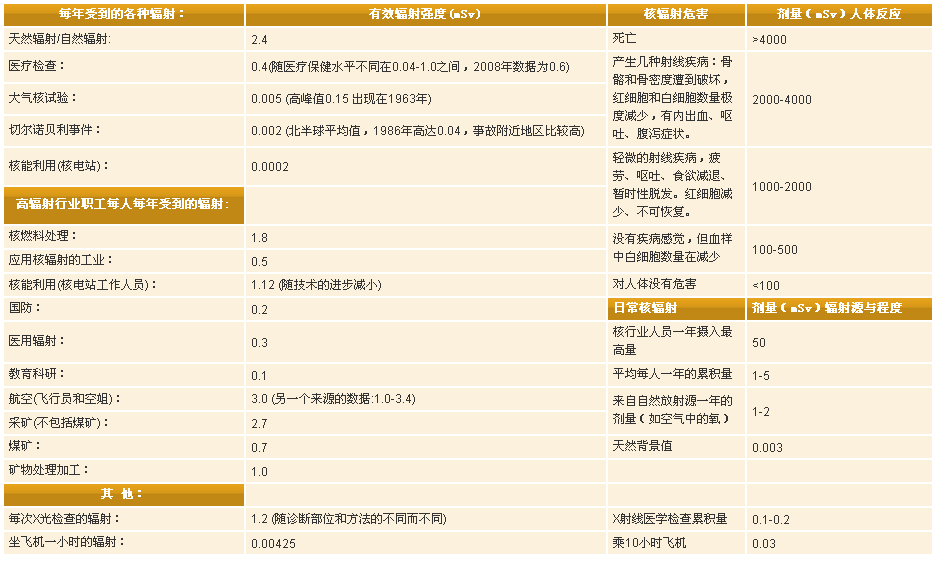 每年受到的各种辐射： 有效辐射强度(mSv) 核辐射危害 剂量（mSv）人体反应
天然辐射/自然辐射: 2.4 死亡 >4000
医疗检查： 0.4(随医疗保健水平不同在0.04-1.0之间，2008年数据为0.6)
产生几种射线疾病：骨
骼和骨密度遭到破坏，
红细胞和白细胞数量极
度减少，有内出血、呕
吐、腹泻症状。
2000-4000
大气核试验： 0.005 (高峰值0.15 出现在1963年)
切尔诺贝利事件： 0.002 (北半球平均值，1986年高达0.04，事故附近地区比较高)
核能利用(核电站)： 0.0002
轻微的射线疾病，疲
劳、呕吐、食欲减退、
暂时性脱发。红细胞减
少、不可恢复。
1000-2000
高辐射行业职工每人每年受到的辐射:
核燃料处理： 1.8
没有疾病感觉，但血样
中白细胞数量在减少
100-500
应用核辐射的工业： 0.5
核能利用(核电站工作人员)： 1.12 (随技术的进步减小) 对人体没有危害 <100
国防： 0.2 日常核辐射 剂量（mSv）辐射源与程度
医用辐射： 0.3
核行业人员一年摄入最
高量
50
教育科研： 0.1 平均每人一年的累积量 1-5
航空(飞行员和空姐)： 3.0 (另一个来源的数据:1.0-3.4)
来自自然放射源一年的
剂量（如空气中的氡）
1-2
采矿(不包括煤矿)： 2.7
煤矿： 0.7 天然背景值 0.003
矿物处理加工： 1.0
其 他：
每次X光检查的辐射： 1.2 (随诊断部位和方法的不同而不同) X射线医学检查累积量 0.1-0.2
坐飞机一小时的辐射： 0.00425 乘10小时飞机 0.03